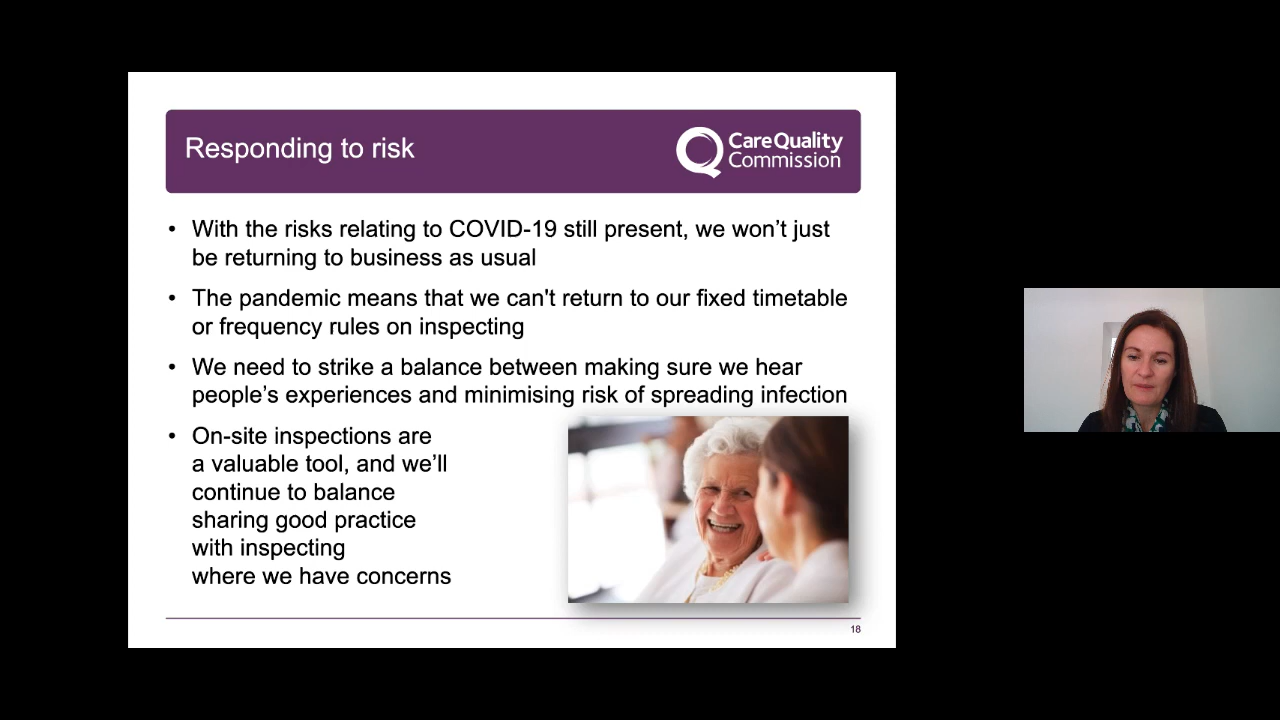 Responding to risk
CareQuality
Commission
• With the risks relating to COVID-19 still present, we won’t just
be returning to business as usual
• The pandemic means that we can't return to our fixed timetable
or frequency rules on inspecting
• We need to strike a balance between making sure we hear
people’s experiences and minimising risk of spreading infection
• On-site inspections are
a valuable tool, and we’ll
continue to balance
sharing good practice
with inspecting
where we have concerns
18